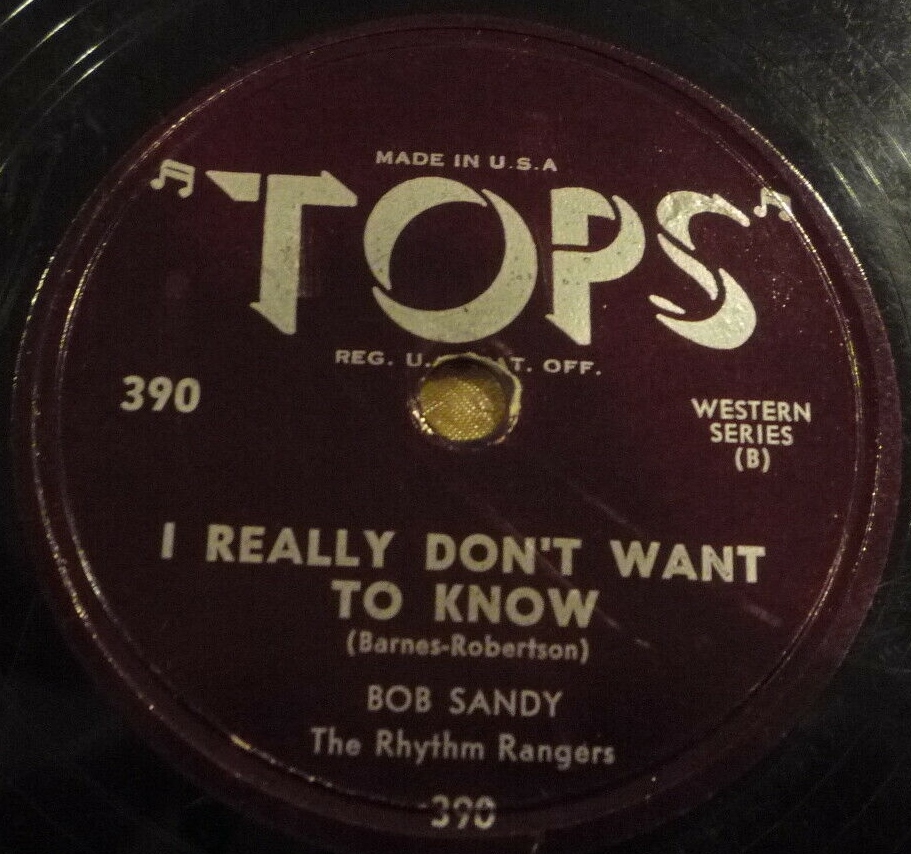 MADE IN U.S.A
"TOPS"
REG. U. OFF.
390
WESTERN
SERIES
(B)
I REALLY DON'T WANT
TO KNOW
(Barnes-Robertson)
BOB SANDY
The Rhythm Rangers
390